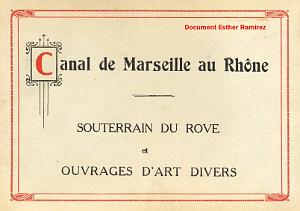 Document Esther Ramirez
Canal de Marseille au Rhône
SOUTERRAIN DU ROVE
et
OUVRAGES D'ART DIVERS